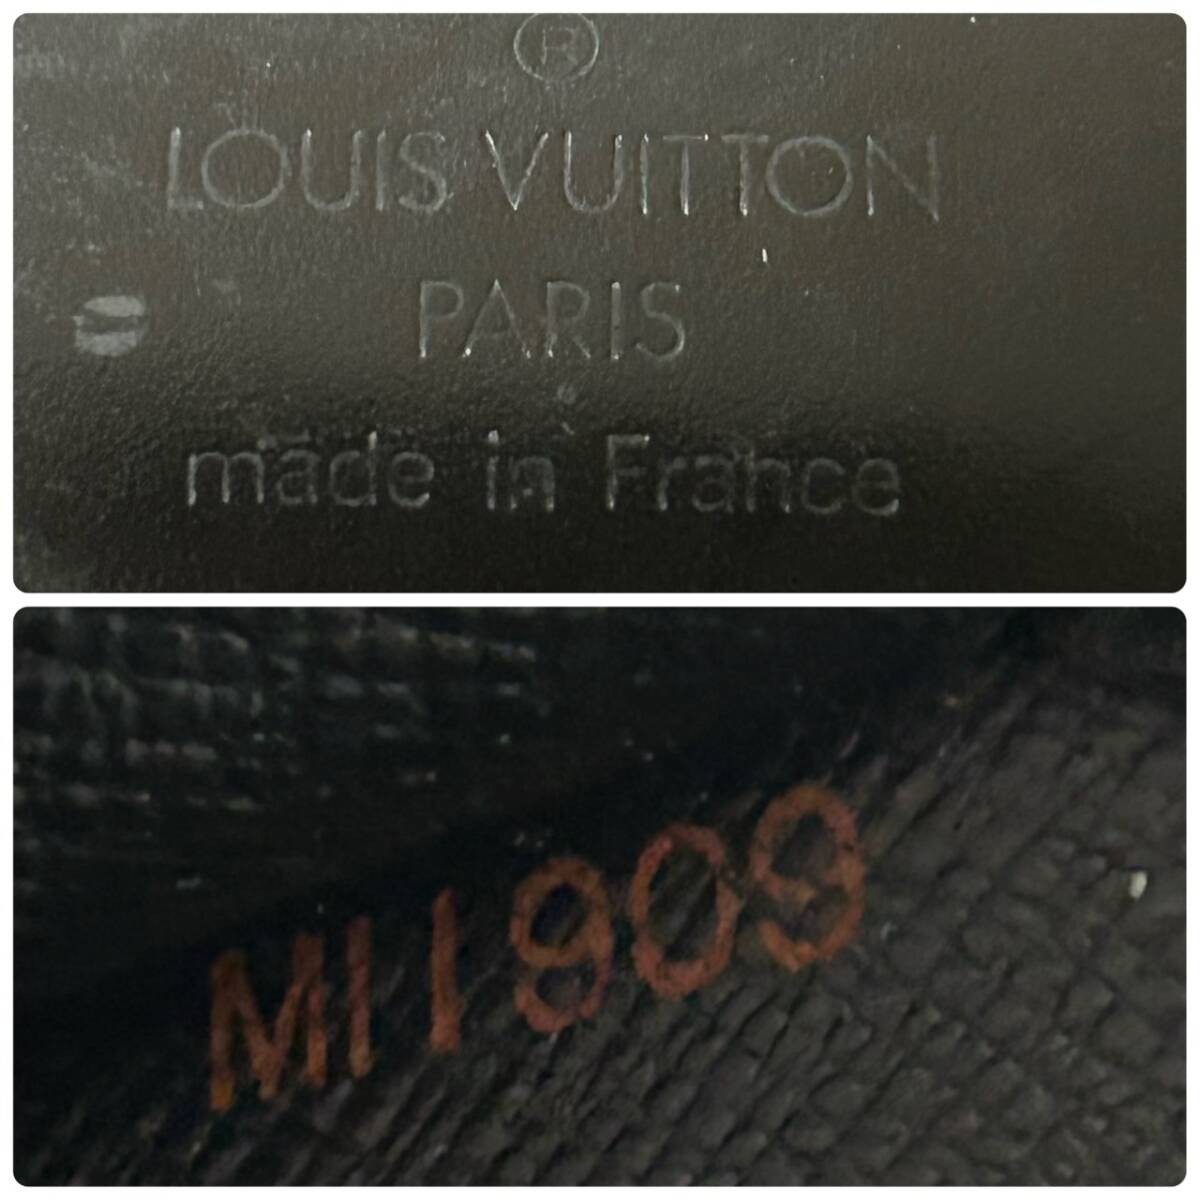 ®
LOUIS VUITTON
PARIS
made in France
MI1909